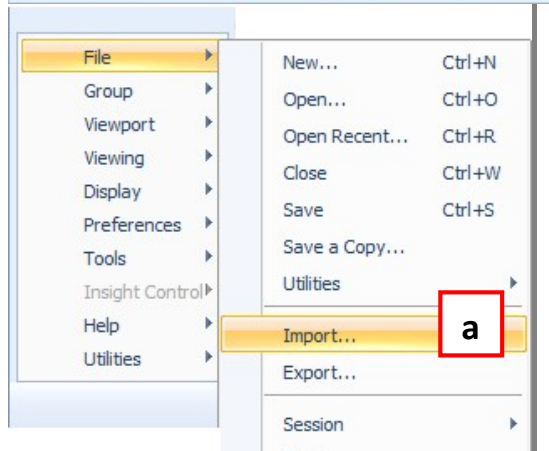 File
Group
Viewport
Viewing
Display
Preferences
Tools
Insight Control
Help
Utilities
New... Ctrl+N
Open... Ctrl+O
Open Recent... Ctrl+R
Close Ctrl+W
Save Ctrl+S
Save a Copy...
Utilities
Import... a
Export...
Session